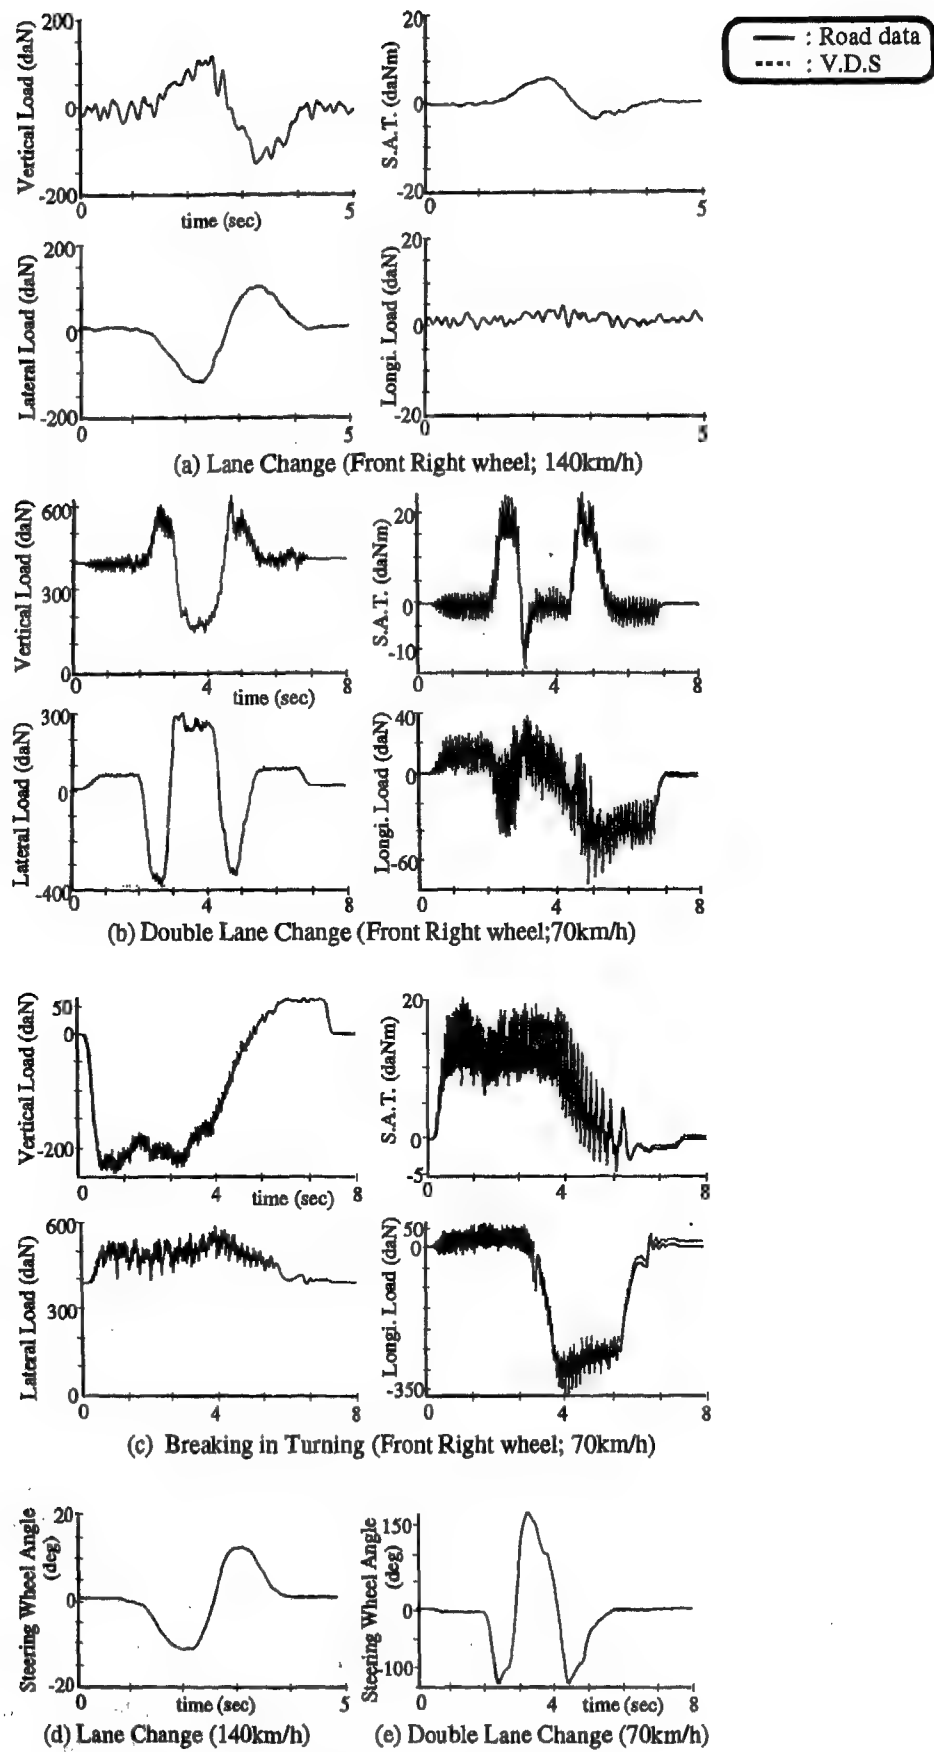 : Road data
: V.D.S
Vertical Load (daN)
200
0
-200
0
time (sec)
5
S.A.T. (daNm)
20
0
-20
0
5
Lateral Load (daN)
200
0
-200
0
5
Longi. Load (daN)
20
0
-20
0
5
(a) Lane Change (Front Right wheel; 140km/h)
Vertical Load (daN)
600
300
0
0
4
8
time (sec)
S.A.T. (daNm)
20
0
-10
0
4
8
Lateral Load (daN)
300
0
-400
0
4
8
Longi. Load (daN)
40
0
-60
0
4
8
(b) Double Lane Change (Front Right wheel;70km/h)
Vertical Load (daN)
50
0
-200
0
4
8
time (sec)
S.A.T. (daNm)
20
0
-5
0
4
8
Lateral Load (daN)
600
300
0
0
4
8
Longi. Load (daN)
50
0
-350
0
4
8
(c) Breaking in Turning (Front Right wheel; 70km/h)
Steering Wheel Angle
(deg)
20
0
-20
0
time (sec)
5
Steering Wheel Angle
(deg)
150
0
-100
0
4
time (sec)
8
(d) Lane Change (140km/h)
(e) Double Lane Change (70km/h)